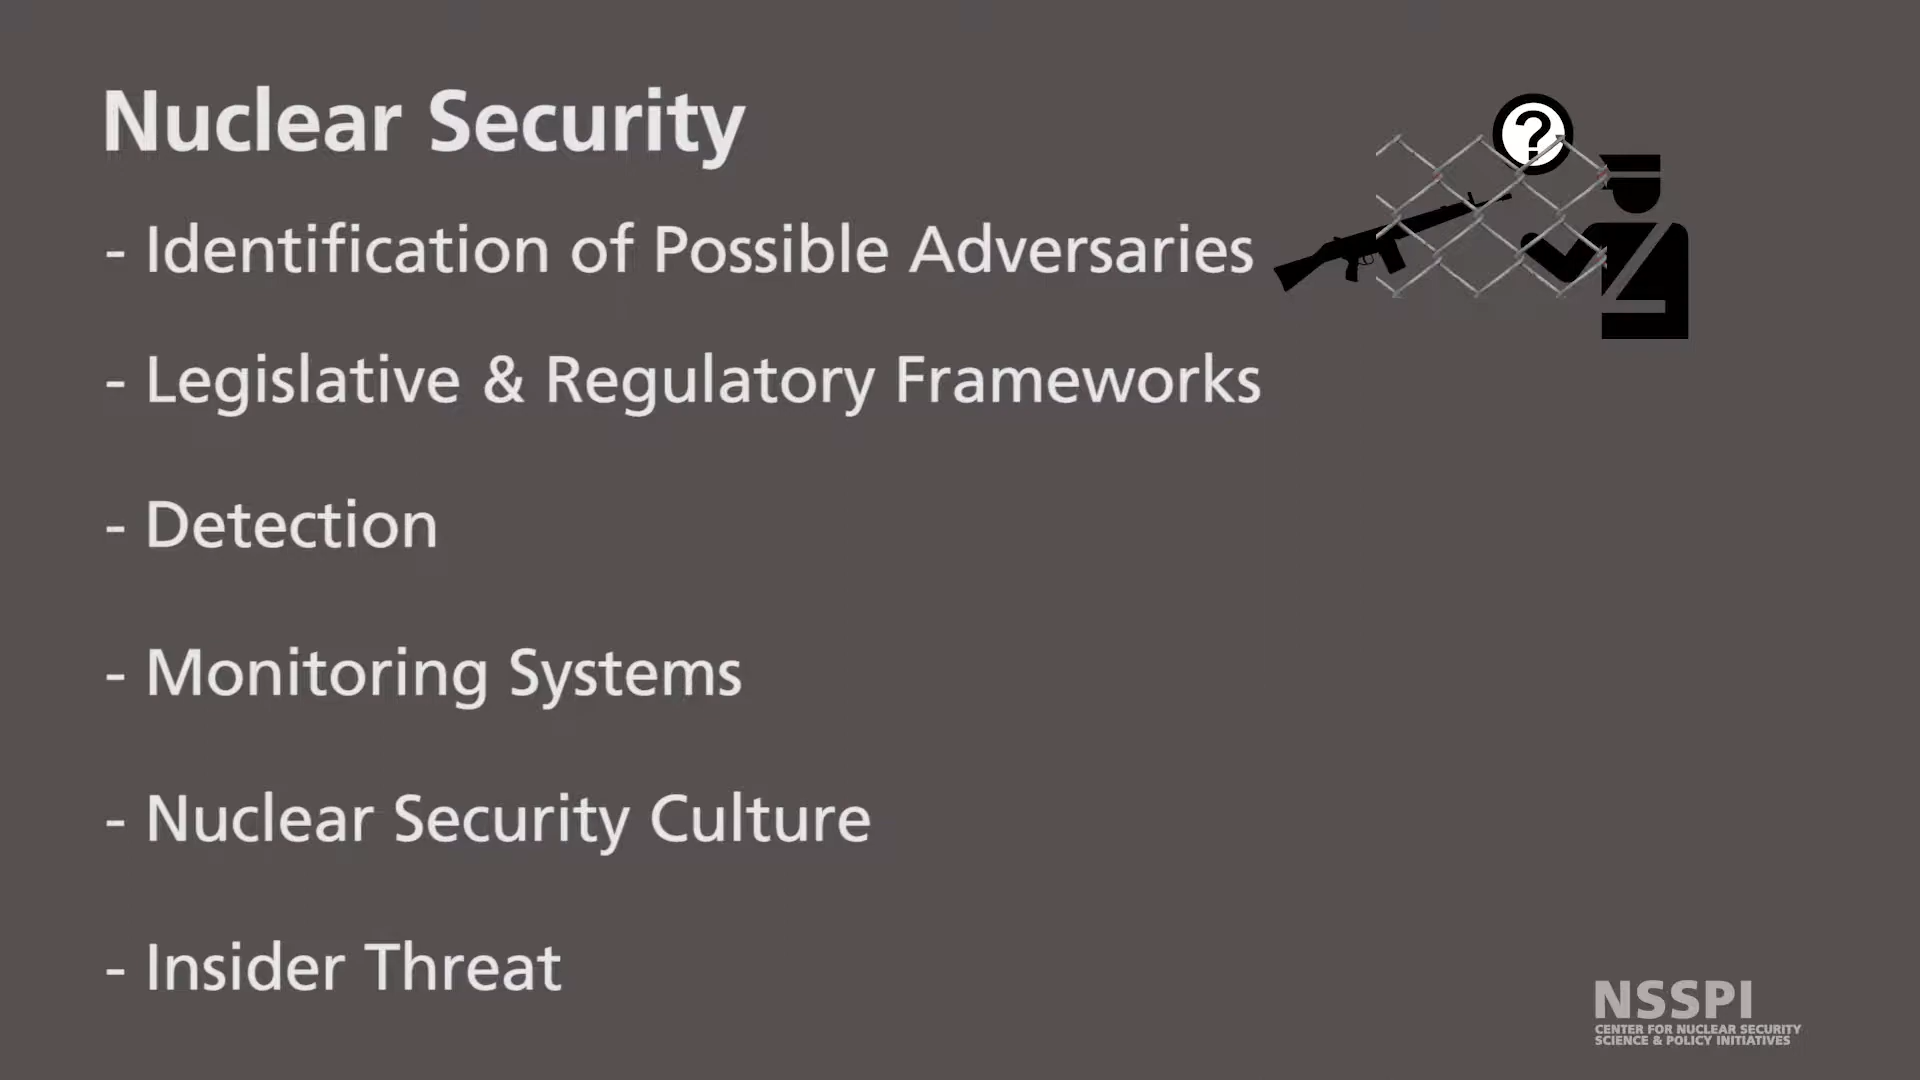 Nuclear Security
?
- Identification of Possible Adversaries
- Legislative & Regulatory Frameworks
- Detection
- Monitoring Systems
- Nuclear Security Culture
- Insider Threat
NSSPI
CENTER FOR NUCLEAR SECURITY
SCIENCE & POLICY INITIATIVES